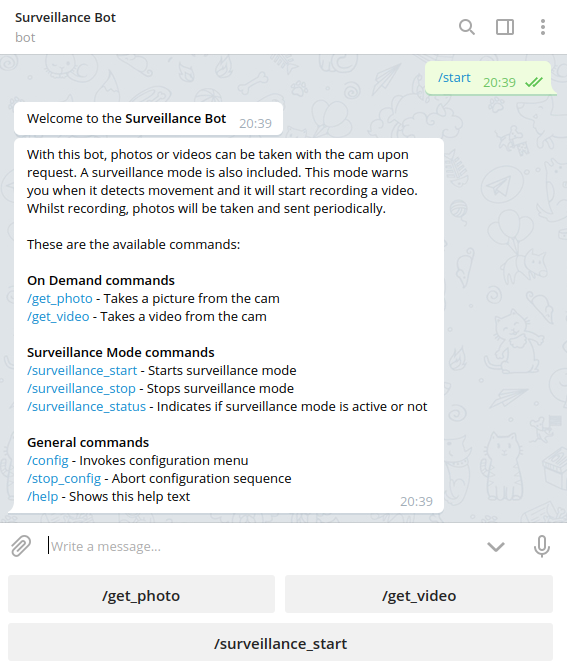 Surveillance Bot
bot
/start 20:39
Welcome to the Surveillance Bot 20:39
With this bot, photos or videos can be taken with the cam upon
request. A surveillance mode is also included. This mode warns
you when it detects movement and it will start recording a video.
Whilst recording, photos will be taken and sent periodically.
These are the available commands:
On Demand commands
/get_photo - Takes a picture from the cam
/get_video - Takes a video from the cam
Surveillance Mode commands
/surveillance_start - Starts surveillance mode
/surveillance_stop - Stops surveillance mode
/surveillance_status - Indicates if surveillance mode is active or not
General commands
/config - Invokes configuration menu
/stop_config - Abort configuration sequence
/help - Shows this help text
20:39
Write a message...
/get_photo
/get_video
/surveillance_start